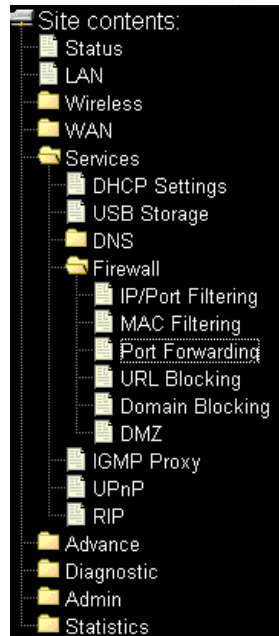 Site contents:
Status
LAN
Wireless
WAN
Services
DHCP Settings
USB Storage
DNS
Firewall
IP/Port Filtering
MAC Filtering
Port Forwarding
URL Blocking
Domain Blocking
DMZ
IGMP Proxy
UPnP
RIP
Advance
Diagnostic
Admin
Statistics